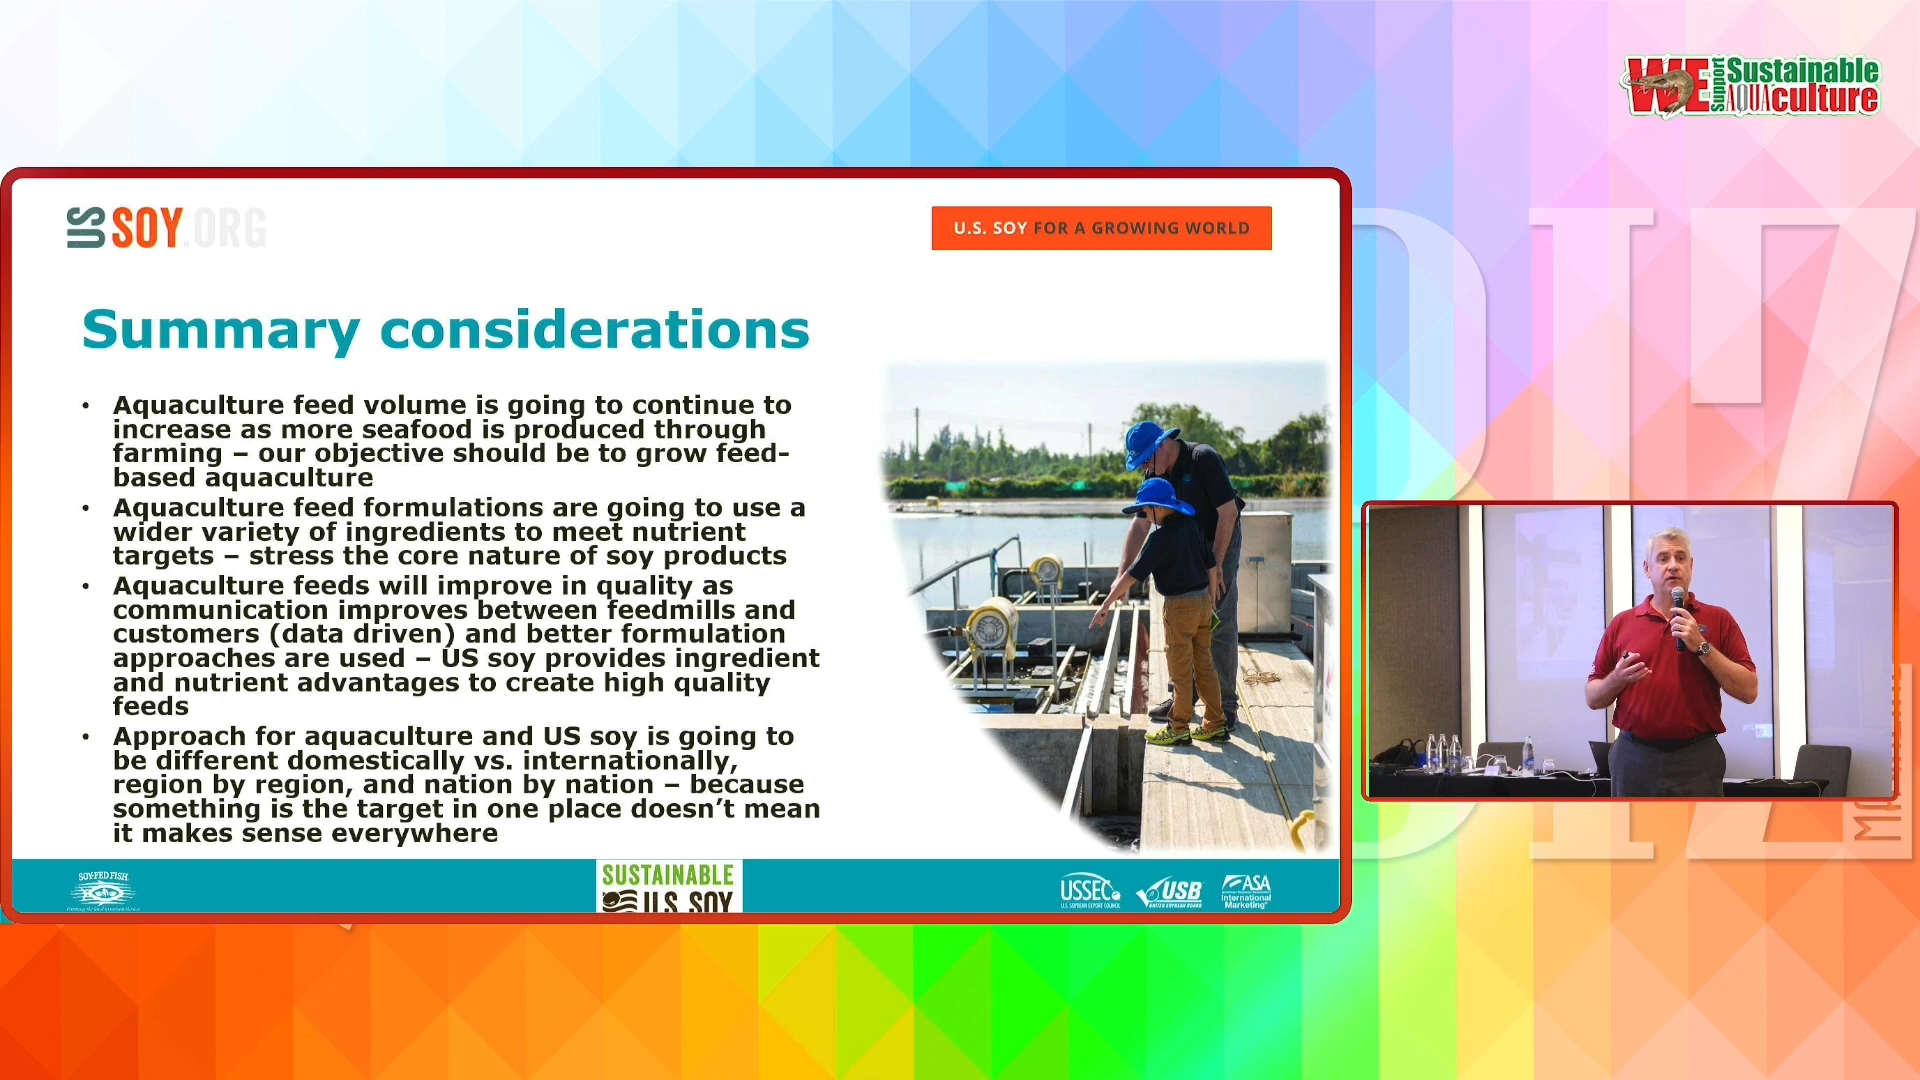 WE Support Sustainable
AQUAculture
US SOY.ORG
U.S. SOY FOR A GROWING WORLD
Summary considerations
• Aquaculture feed volume is going to continue to
increase as more seafood is produced through
farming – our objective should be to grow feed-
based aquaculture
• Aquaculture feed formulations are going to use a
wider variety of ingredients to meet nutrient
targets – stress the core nature of soy products
• Aquaculture feeds will improve in quality as
communication improves between feedmills and
customers (data driven) and better formulation
approaches are used – US soy provides ingredient
and nutrient advantages to create high quality
feeds
• Approach for aquaculture and US soy is going to
be different domestically vs. internationally,
region by region, and nation by nation – because
something is the target in one place doesn’t mean
it makes sense everywhere
SOY-FED FISH
SUSTAINABLE
U.S. SOY
USSEC
U.S. SOYBEAN EXPORT COUNCIL
USB
UNITED SOYBEAN BOARD
ASA
International
Marketing